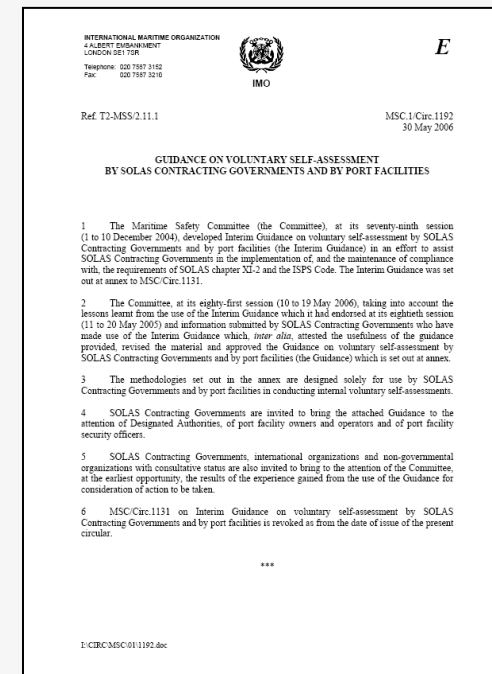 INTERNATIONAL MARITIME ORGANIZATION
4 ALBERT EMBANKMENT
LONDON SE1 7SR
Telephone: 020 7587 3152
Fax: 020 7587 3210
IMO
E
Ref. T2-MSS/2.11.1
MSC.1/Circ.1192
30 May 2006
GUIDANCE ON VOLUNTARY SELF-ASSESSMENT
BY SOLAS CONTRACTING GOVERNMENTS AND BY PORT FACILITIES
1 The Maritime Safety Committee (the Committee), at its seventy-ninth session
(1 to 10 December 2004), developed Interim Guidance on voluntary self-assessment by SOLAS
Contracting Governments and by port facilities (the Interim Guidance) in an effort to assist
SOLAS Contracting Governments in the implementation of, and the maintenance of compliance
with, the requirements of SOLAS chapter XI-2 and the ISPS Code. The Interim Guidance was set
out at annex to MSC/Circ.1131.
2 The Committee, at its eighty-first session (10 to 19 May 2006), taking into account the
lessons learnt from the use of the Interim Guidance which it had endorsed at its eightieth session
(11 to 20 May 2005) and information submitted by SOLAS Contracting Governments who have
made use of the Interim Guidance which, inter alia, attested the usefulness of the guidance
provided, revised the material and approved the Guidance on voluntary self-assessment by
SOLAS Contracting Governments and by port facilities (the Guidance) which is set out at annex.
3 The methodologies set out in the annex are designed solely for use by SOLAS
Contracting Governments and by port facilities in conducting internal voluntary self-assessments.
4 SOLAS Contracting Governments are invited to bring the attached Guidance to the
attention of Designated Authorities, of port facility owners and operators and of port facility
security officers.
5 SOLAS Contracting Governments, international organizations and non-governmental
organizations with consultative status are also invited to bring to the attention of the Committee,
at the earliest opportunity, the results of the experience gained from the use of the Guidance for
consideration of action to be taken.
6 MSC/Circ.1131 on Interim Guidance on voluntary self-assessment by SOLAS
Contracting Governments and by port facilities is revoked as from the date of issue of the present
circular.
***
I:\CIRC\MSC\01\1192.doc